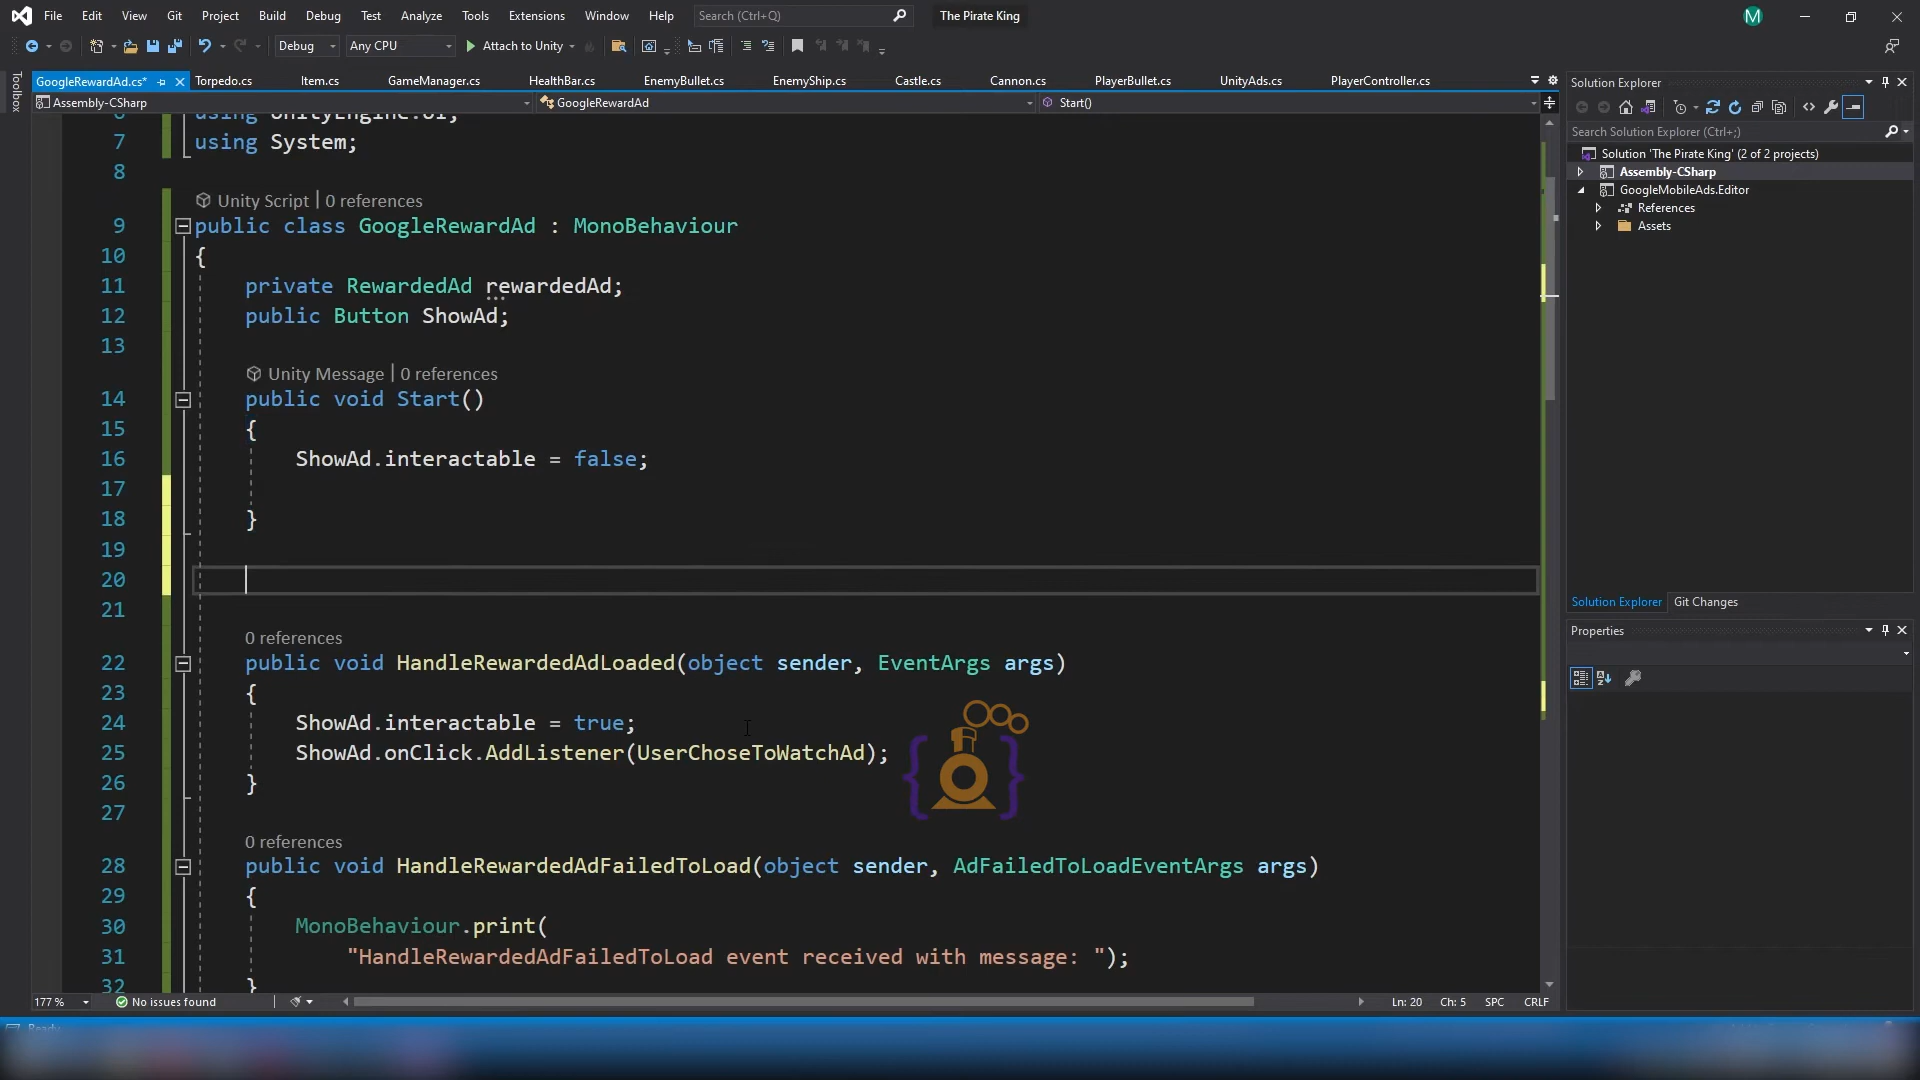 File Edit View Git Project Build Debug Test Analyze Tools Extensions Window Help Search (Ctrl+Q) The Pirate King M
Debug Any CPU Attach to Unity
Toolbox
GoogleRewardAd.cs* Torpedo.cs Item.cs GameManager.cs HealthBar.cs EnemyBullet.cs EnemyShip.cs Castle.cs Cannon.cs PlayerBullet.cs UnityAds.cs PlayerController.cs
Assembly-CSharp GoogleRewardAd Start()
6 using UnityEngine.UI;
7 using System;
8
Unity Script | 0 references
9 public class GoogleRewardAd : MonoBehaviour
10 {
11 private RewardedAd rewardedAd;
12 public Button ShowAd;
13
Unity Message | 0 references
14 public void Start()
15 {
16 ShowAd.interactable = false;
17
18 }
19
20
21
0 references
22 public void HandleRewardedAdLoaded(object sender, EventArgs args)
23 {
24 ShowAd.interactable = true;
25 ShowAd.onClick.AddListener(UserChoseToWatchAd);
26 }
27
0 references
28 public void HandleRewardedAdFailedToLoad(object sender, AdFailedToLoadEventArgs args)
29 {
30 MonoBehaviour.print(
31 "HandleRewardedAdFailedToLoad event received with message: ");
32 }
177 % No issues found Ln: 20 Ch: 5 SPC CRLF
Ready
Solution Explorer
Search Solution Explorer (Ctrl+;)
Solution 'The Pirate King' (2 of 2 projects)
Assembly-CSharp
GoogleMobileAds.Editor
References
Assets
Solution Explorer Git Changes
Properties